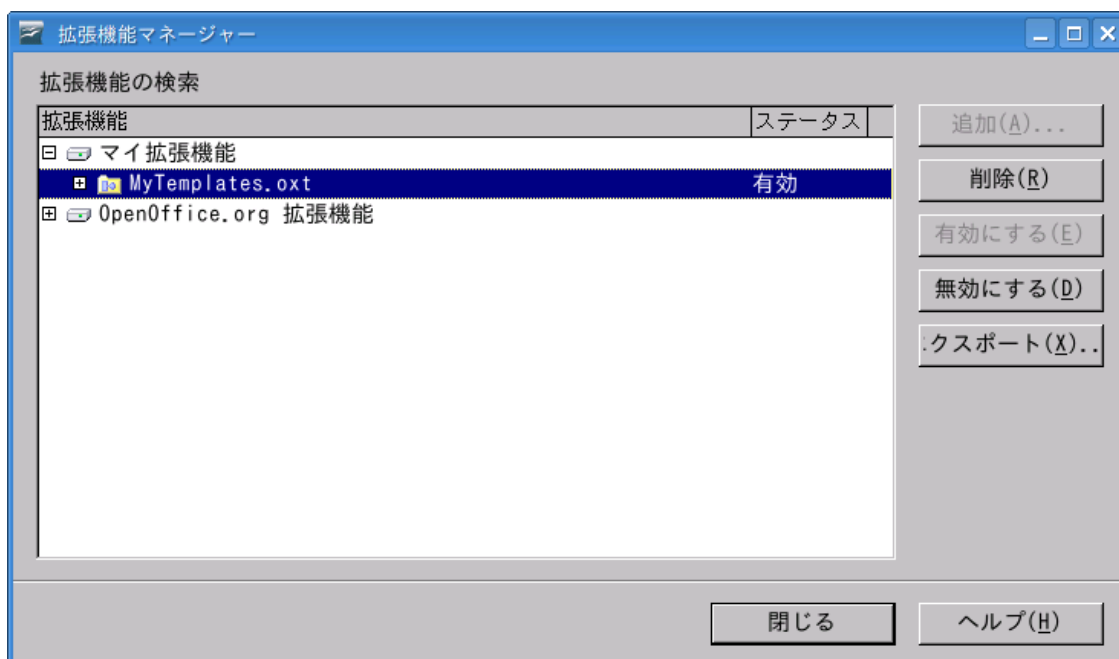 拡張機能マネージャー
拡張機能の検索
拡張機能 ステータス
マイ拡張機能
MyTemplates.oxt 有効
OpenOffice.org 拡張機能
追加(A)...
削除(R)
有効にする(E)
無効にする(D)
クスポート(X)..
閉じる
ヘルプ(H)